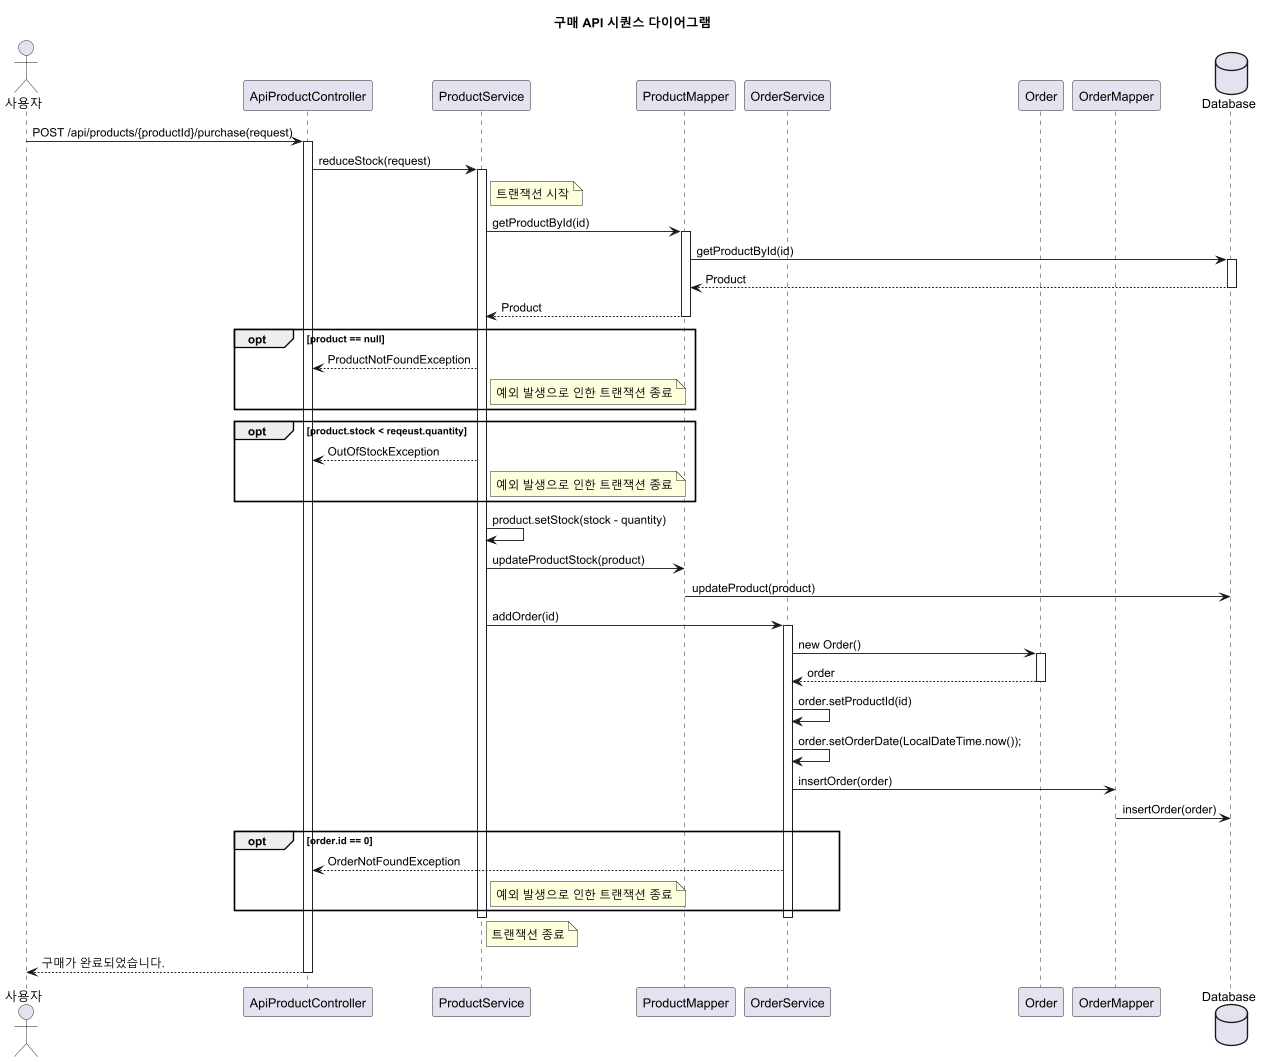 구매 API 시퀀스 다이어그램
사용자
ApiProductController
ProductService
ProductMapper
OrderService
Order
OrderMapper
Database
POST /api/products/{productId}/purchase(request)
reduceStock(request)
트랜잭션 시작
getProductById(id)
getProductById(id)
Product
Product
opt [product == null]
ProductNotFoundException
예외 발생으로 인한 트랜잭션 종료
opt [product.stock < reqeust.quantity]
OutOfStockException
예외 발생으로 인한 트랜잭션 종료
product.setStock(stock - quantity)
updateProductStock(product)
updateProduct(product)
addOrder(id)
new Order()
order
order.setProductId(id)
order.setOrderDate(LocalDateTime.now());
insertOrder(order)
insertOrder(order)
opt [order.id == 0]
OrderNotFoundException
예외 발생으로 인한 트랜잭션 종료
트랜잭션 종료
구매가 완료되었습니다.
사용자
ApiProductController
ProductService
ProductMapper
OrderService
Order
OrderMapper
Database